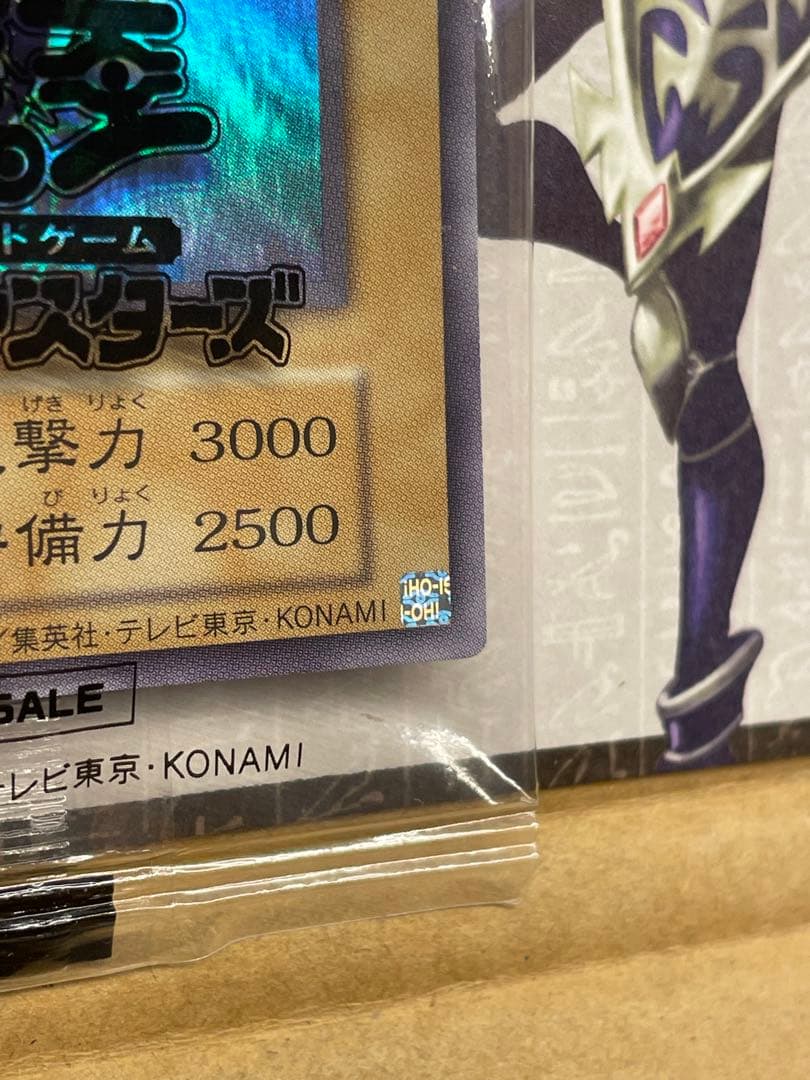 王
トゲーム
スターズ
げき りょく
撃力 3000
び りょく
備力 2500
／集英社・テレビ東京・KONAMI
SALE
テレビ東京・KONAMI